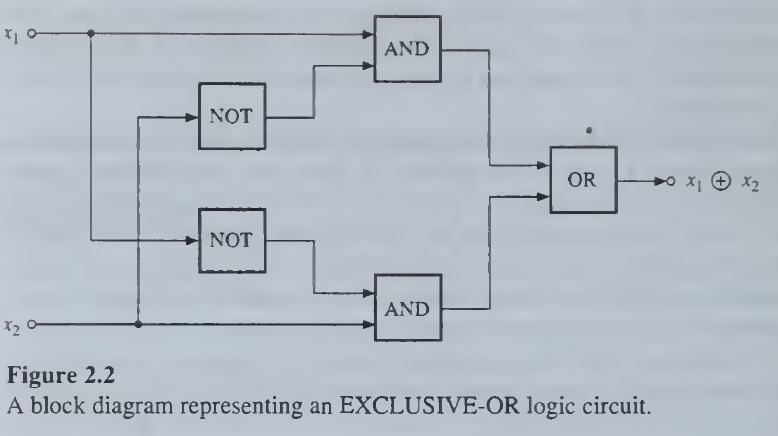 x₁
AND
NOT
OR
x₁ ⊕ x₂
NOT
AND
x₂
Figure 2.2
A block diagram representing an EXCLUSIVE-OR logic circuit.